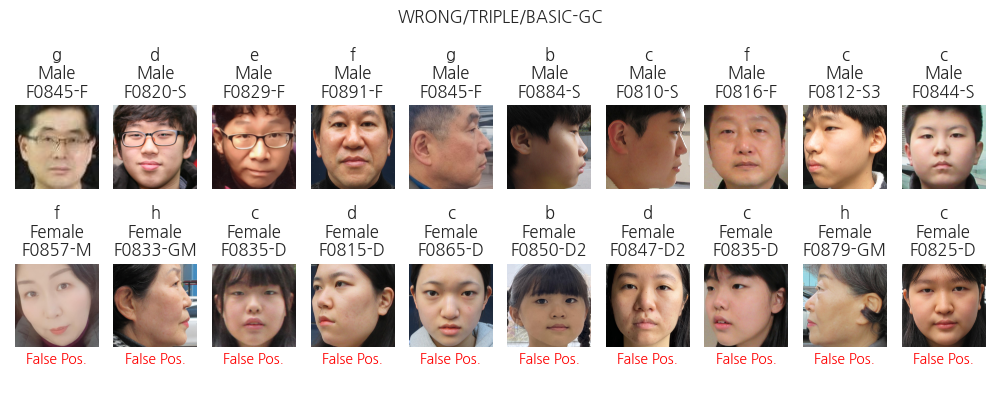 WRONG/TRIPLE/BASIC-GC
g d e f g b c f c c
Male Male Male Male Male Male Male Male Male Male
F0845-F F0820-S F0829-F F0891-F F0845-F F0884-S F0810-S F0816-F F0812-S3 F0844-S
f h c d c b d c h c
Female Female Female Female Female Female Female Female Female Female
F0857-M F0833-GM F0835-D F0815-D F0865-D F0850-D2 F0847-D2 F0835-D F0879-GM F0825-D
False Pos. False Pos. False Pos. False Pos. False Pos. False Pos. False Pos. False Pos. False Pos. False Pos.